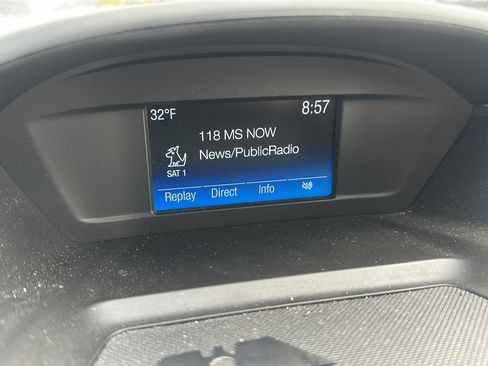 32°F 8:57
118 MS NOW
News/PublicRadio
SAT 1
Replay Direct Info